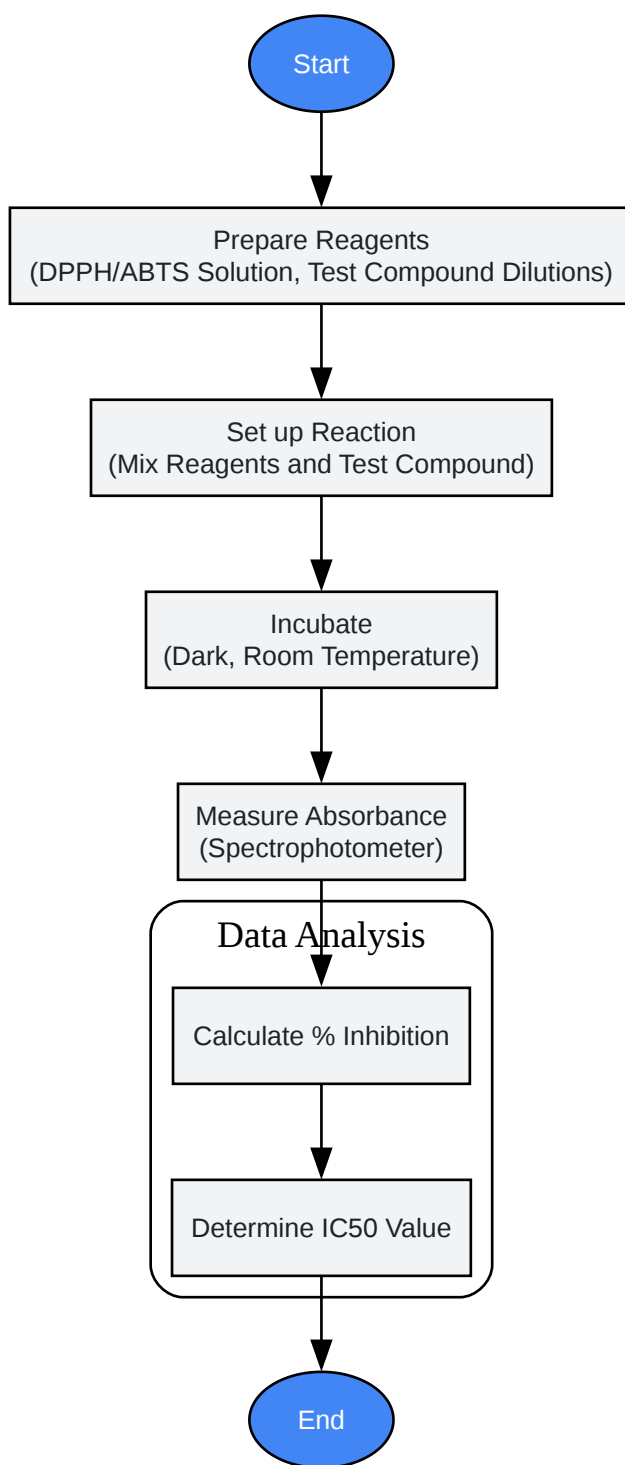 Start
Prepare Reagents
(DPPH/ABTS Solution, Test Compound Dilutions)
Set up Reaction
(Mix Reagents and Test Compound)
Incubate
(Dark, Room Temperature)
Measure Absorbance
(Spectrophotometer)
Data Analysis
Calculate % Inhibition
Determine IC50 Value
End